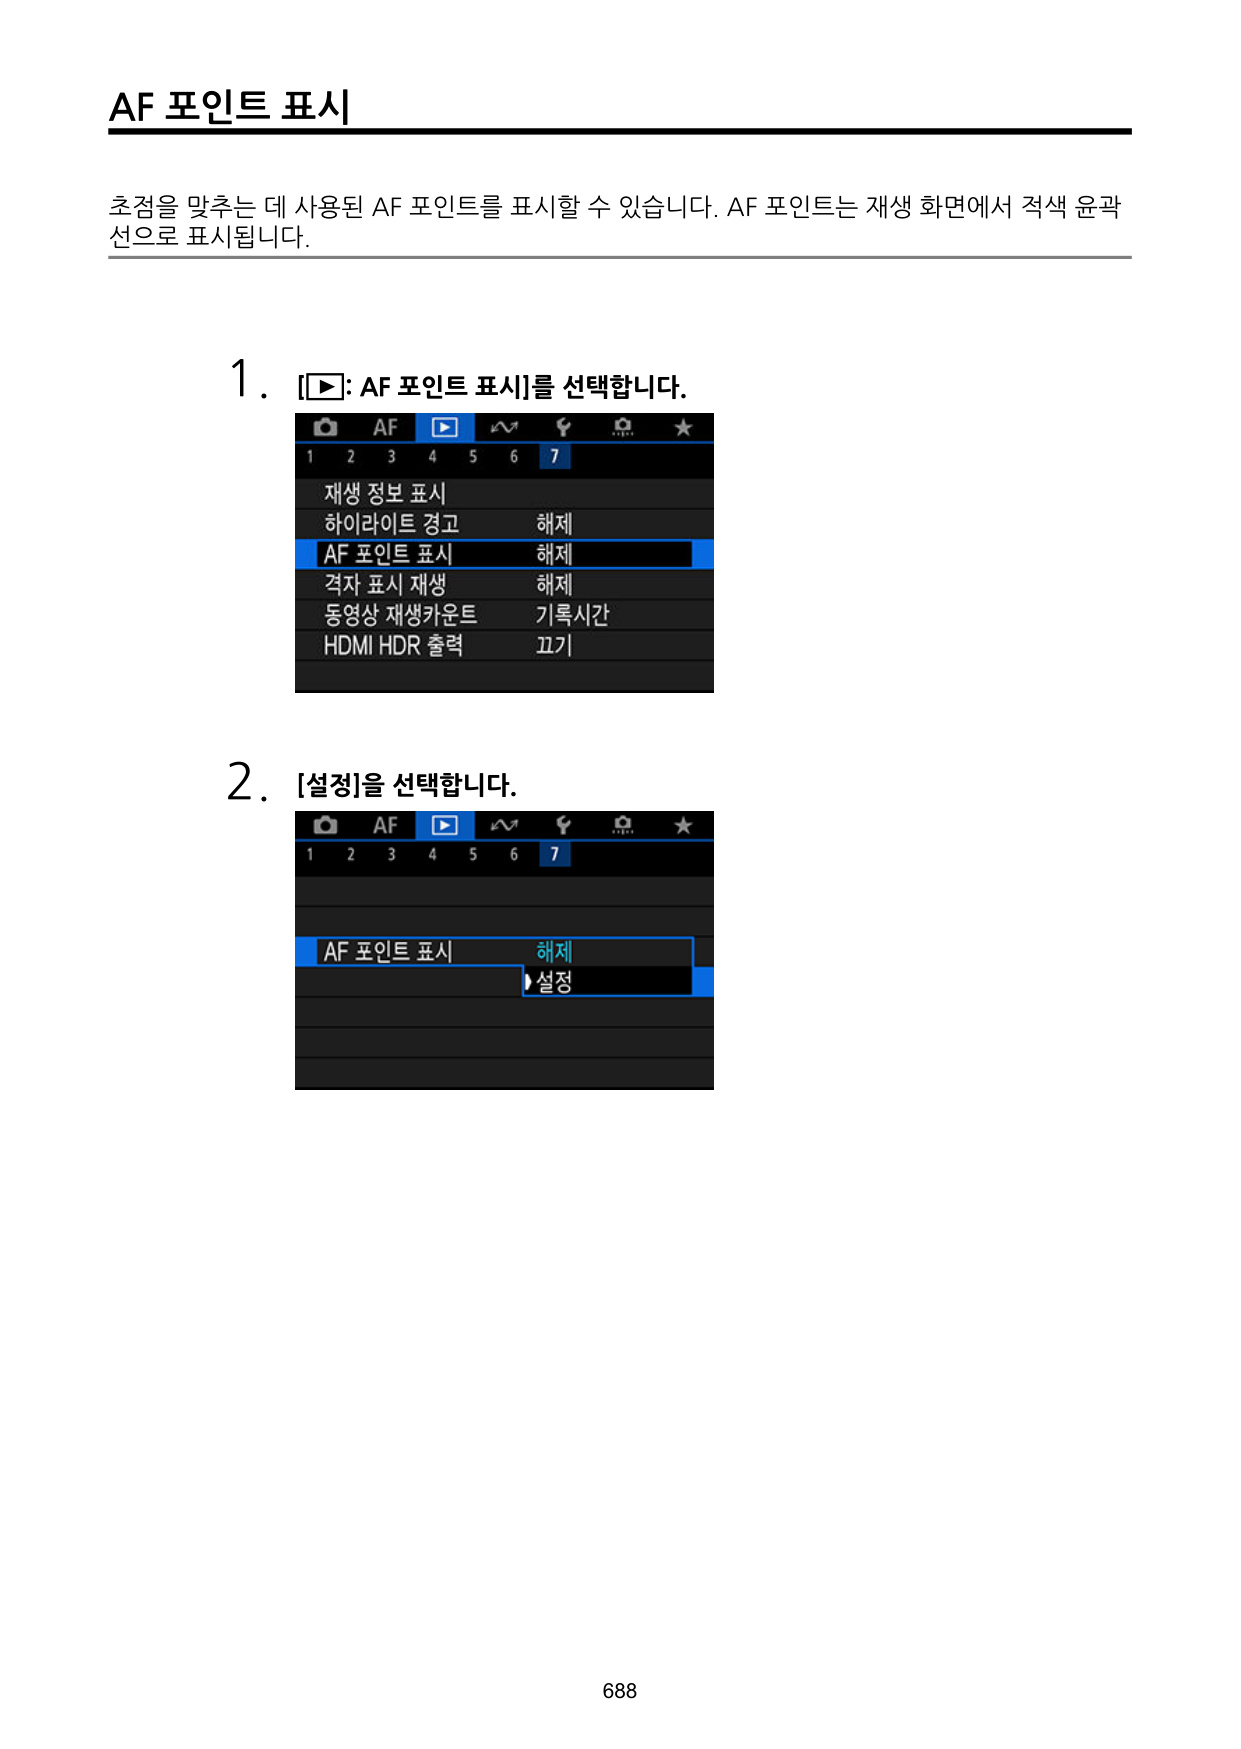 AF 포인트 표시
초점을 맞추는 데 사용된 AF 포인트를 표시할 수 있습니다. AF 포인트는 재생 화면에서 적색 윤곽
선으로 표시됩니다.
1. [▶: AF 포인트 표시]를 선택합니다.
AF
1 2 3 4 5 6 7
재생 정보 표시
하이라이트 경고 해제
AF 포인트 표시 해제
격자 표시 재생 해제
동영상 재생카운트 기록시간
HDMI HDR 출력 끄기
2. [설정]을 선택합니다.
AF
1 2 3 4 5 6 7
AF 포인트 표시 해제
설정
688